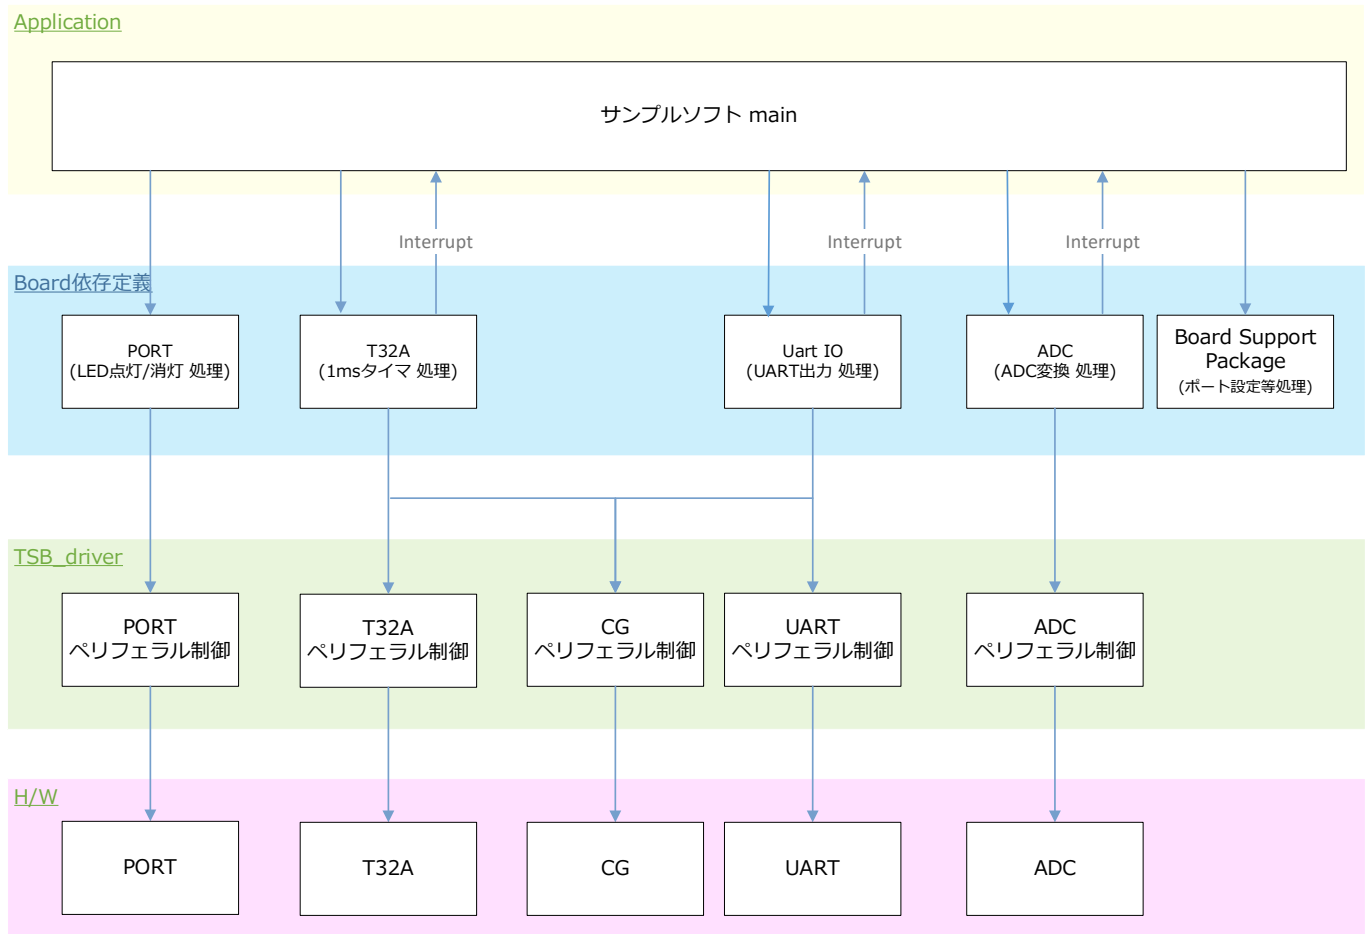 Application
サンプルソフト main
Interrupt
Interrupt
Interrupt
Board依存定義
PORT
(LED点灯/消灯 処理)
T32A
(1msタイマ 処理)
Uart IO
(UART出力 処理)
ADC
(ADC変換 処理)
Board Support
Package
(ポート設定等処理)
TSB_driver
PORT
ペリフェラル制御
T32A
ペリフェラル制御
CG
ペリフェラル制御
UART
ペリフェラル制御
ADC
ペリフェラル制御
H/W
PORT
T32A
CG
UART
ADC